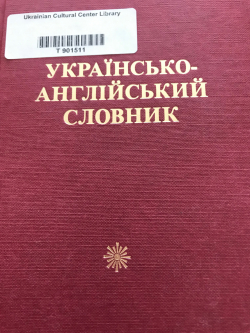 Ukrainian Cultural Center Library
T 901511
УКРАЇНСЬКО-
АНГЛІЙСЬКИЙ
СЛОВНИК